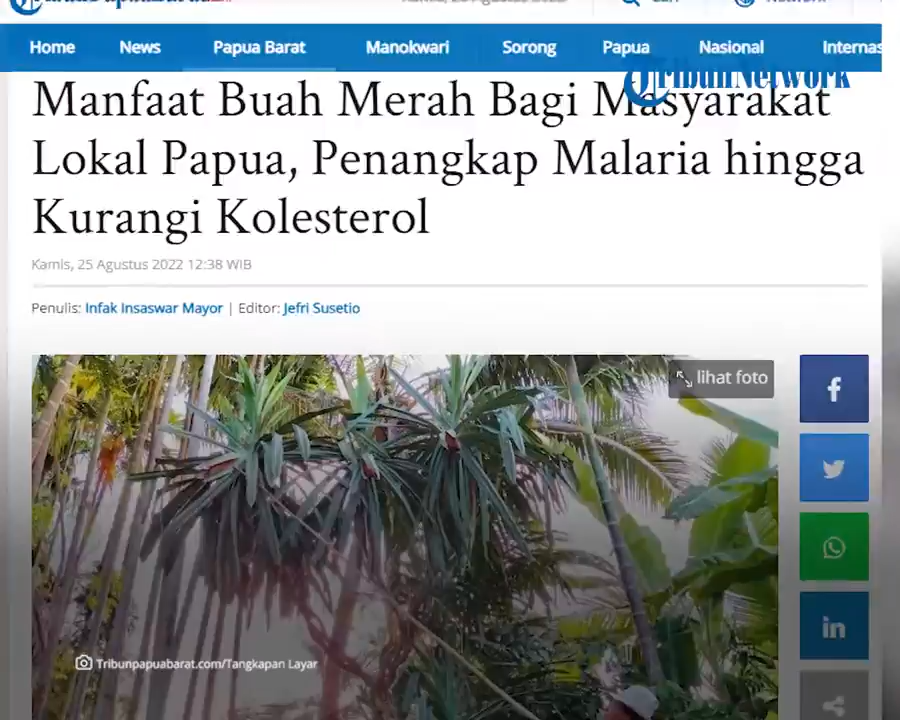 Home News Papua Barat Manokwari Sorong Papua Nasional Internas
Tribun Network
Manfaat Buah Merah Bagi Masyarakat
Lokal Papua, Penangkap Malaria hingga
Kurangi Kolesterol
Kamis, 25 Agustus 2022 12:38 WIB
Penulis: Infak Insaswar Mayor | Editor: Jefri Susetio
lihat foto
Tribunpapuabarat.com/Tangkapan Layar